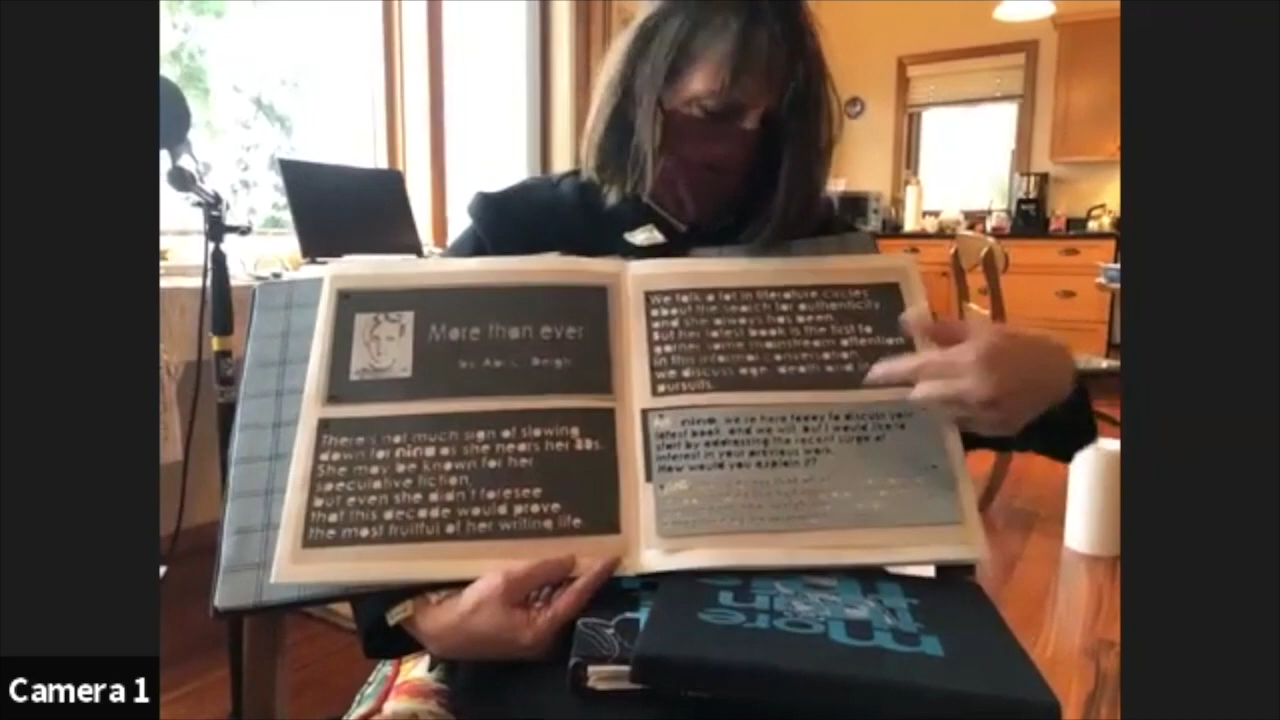 More than ever
by
There's not much sign of slowing
down for nina as she nears her 80s.
She may be known for her
speculative fiction,
but even she didn't foresee
that this decade would prove
the most fruitful of her writing life.
We talk a lot in literature circles
about the search for authenticity
and she always has been.
But her latest book is the first to
garner some mainstream attention
in this informal conversation,
we discuss age, death and
pursuits.
nina, we're here today to discuss your
latest book, and we will, but I would like to
start by addressing the recent surge of
interest in your previous work.
How would you explain it?
more
than
Camera 1